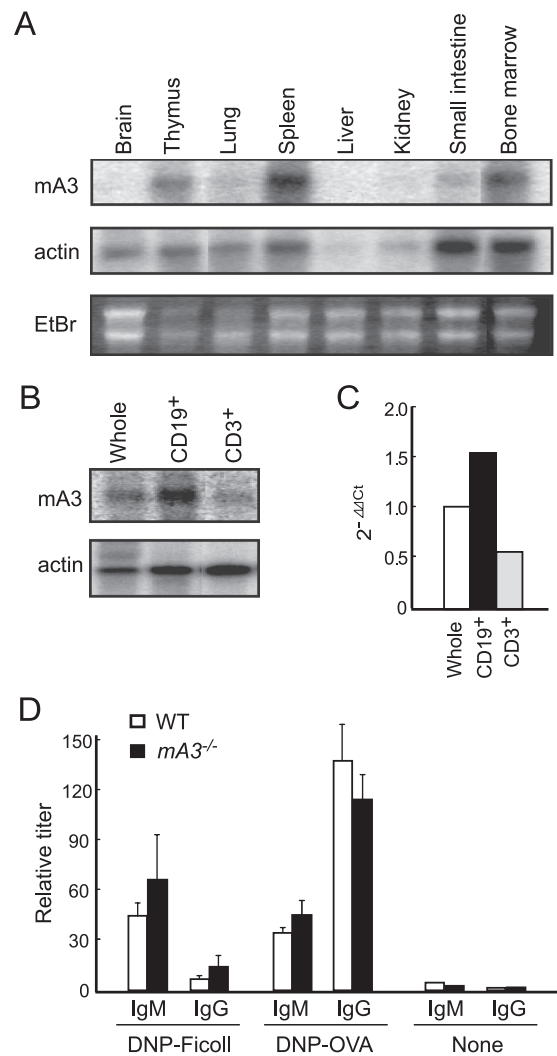 A
Brain
Thymus
Lung
Spleen
Liver
Kidney
Small intestine
Bone marrow
mA3
actin
EtBr
B
Whole
CD19+
CD3+
mA3
actin
C
2.0
1.5
1.0
0.5
0
2-ΔΔCt
Whole
CD19+
CD3+
D
WT
mA3-/-
150
120
90
60
30
0
Relative titer
IgM IgG IgM IgG IgM IgG
DNP-Ficoll DNP-OVA None